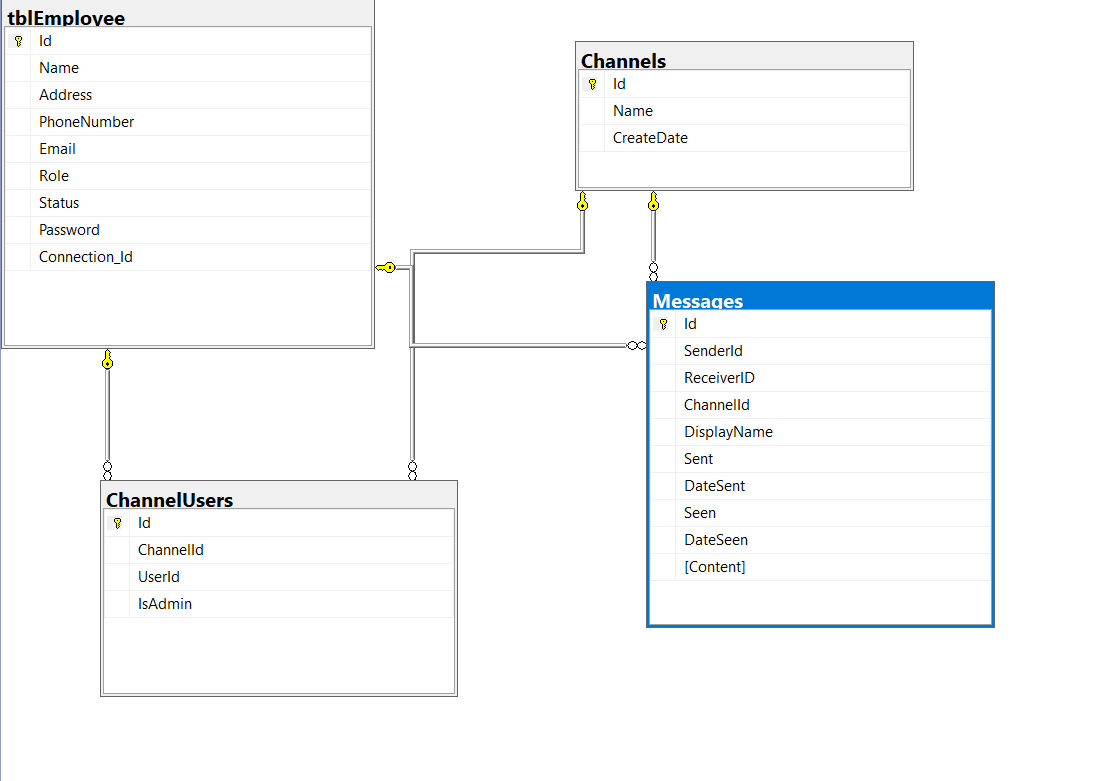 tblEmployee
Id
Name
Address
PhoneNumber
Email
Role
Status
Password
Connection_Id
Channels
Id
Name
CreateDate
Messages
Id
SenderId
ReceiverID
ChannelId
DisplayName
Sent
DateSent
Seen
DateSeen
[Content]
ChannelUsers
Id
ChannelId
UserId
IsAdmin